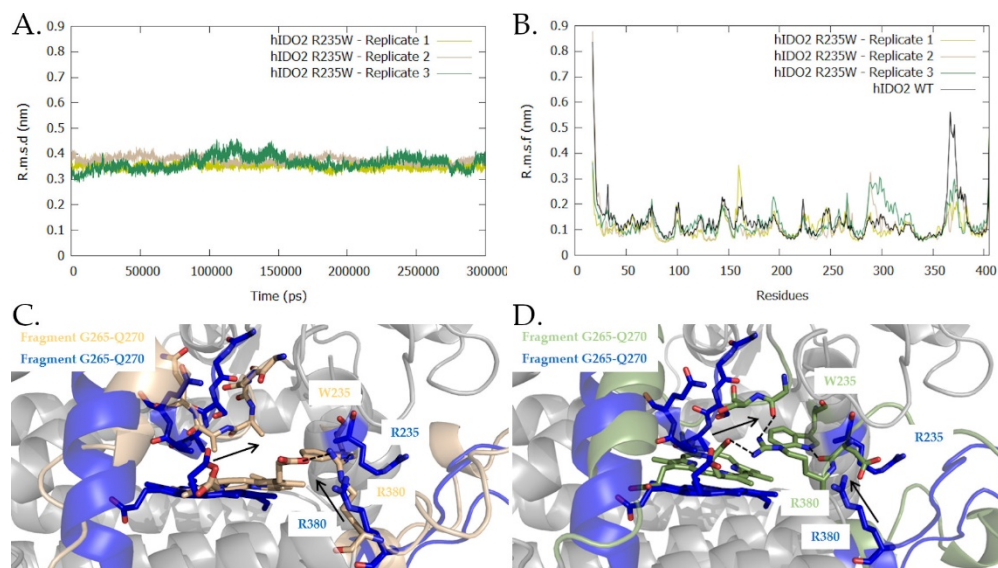 A.
hIDO2 R235W - Replicate 1
hIDO2 R235W - Replicate 2
hIDO2 R235W - Replicate 3
R.m.s.d (nm)
0.9
0.8
0.7
0.6
0.5
0.4
0.3
0.2
0.1
0
0 50000 100000 150000 200000 250000 300000
Time (ps)
B.
hIDO2 R235W - Replicate 1
hIDO2 R235W - Replicate 2
hIDO2 R235W - Replicate 3
hIDO2 WT
R.m.s.f (nm)
0.9
0.8
0.7
0.6
0.5
0.4
0.3
0.2
0.1
0
0 50 100 150 200 250 300 350 400
Residues
C.
Fragment G265-Q270
Fragment G265-Q270
W235
R235
R380
R380
D.
Fragment G265-Q270
Fragment G265-Q270
W235
R235
R380
R380